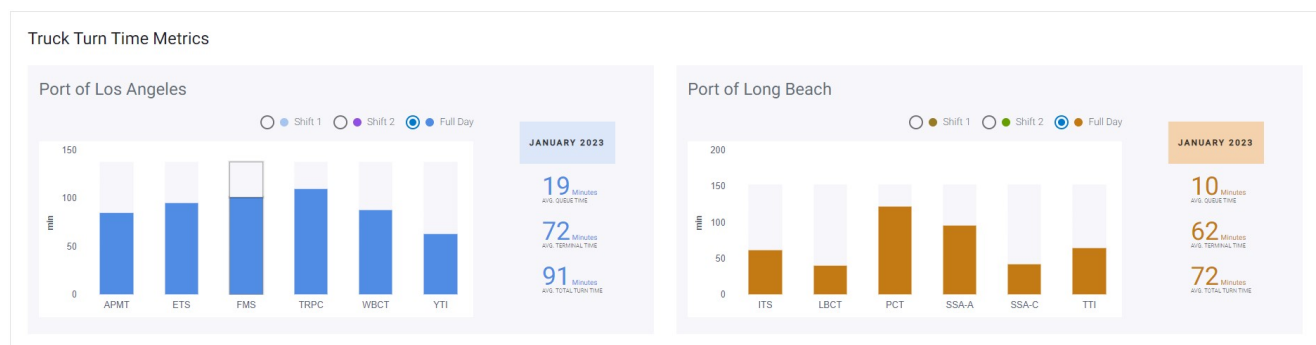 Truck Turn Time Metrics
Port of Los Angeles
Shift 1 Shift 2 Full Day
JANUARY 2023
150
100
50
0
min
APMT ETS FMS TRPC WBCT YTI
19 Minutes
AVG. QUEUE TIME
72 Minutes
AVG. TERMINAL TIME
91 Minutes
AVG. TOTAL TURN TIME
Port of Long Beach
Shift 1 Shift 2 Full Day
JANUARY 2023
200
150
100
50
0
min
ITS LBCT PCT SSA-A SSA-C TTI
10 Minutes
AVG. QUEUE TIME
62 Minutes
AVG. TERMINAL TIME
72 Minutes
AVG. TOTAL TURN TIME